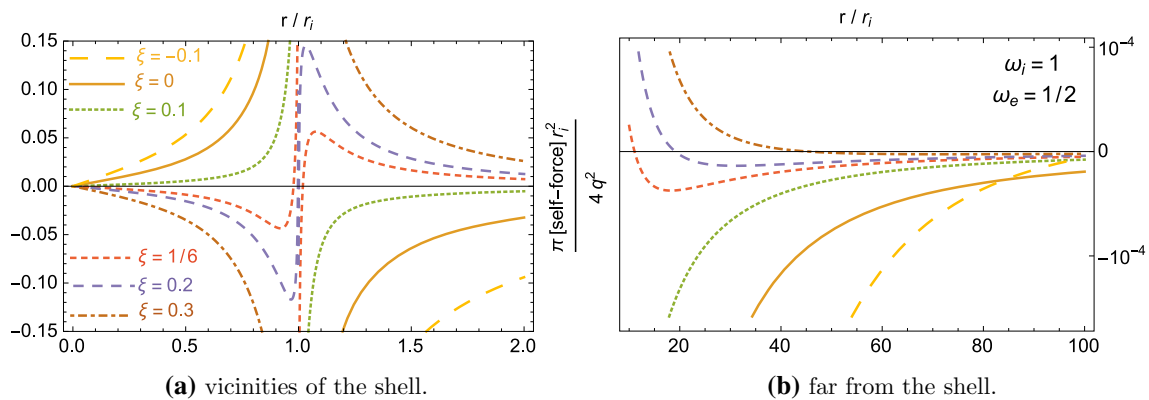 r / r_i
0.15
0.10
0.05
0.00
−0.05
−0.10
−0.15
ξ = −0.1
ξ = 0
ξ = 0.1
ξ = 1/6
ξ = 0.2
ξ = 0.3
0.0 0.5 1.0 1.5 2.0
(a) vicinities of the shell.
r / r_i
π [self-force] r_i^2
4 q^2
ω_i = 1
ω_e = 1/2
10^-4
0
−10^-4
20 40 60 80 100
(b) far from the shell.